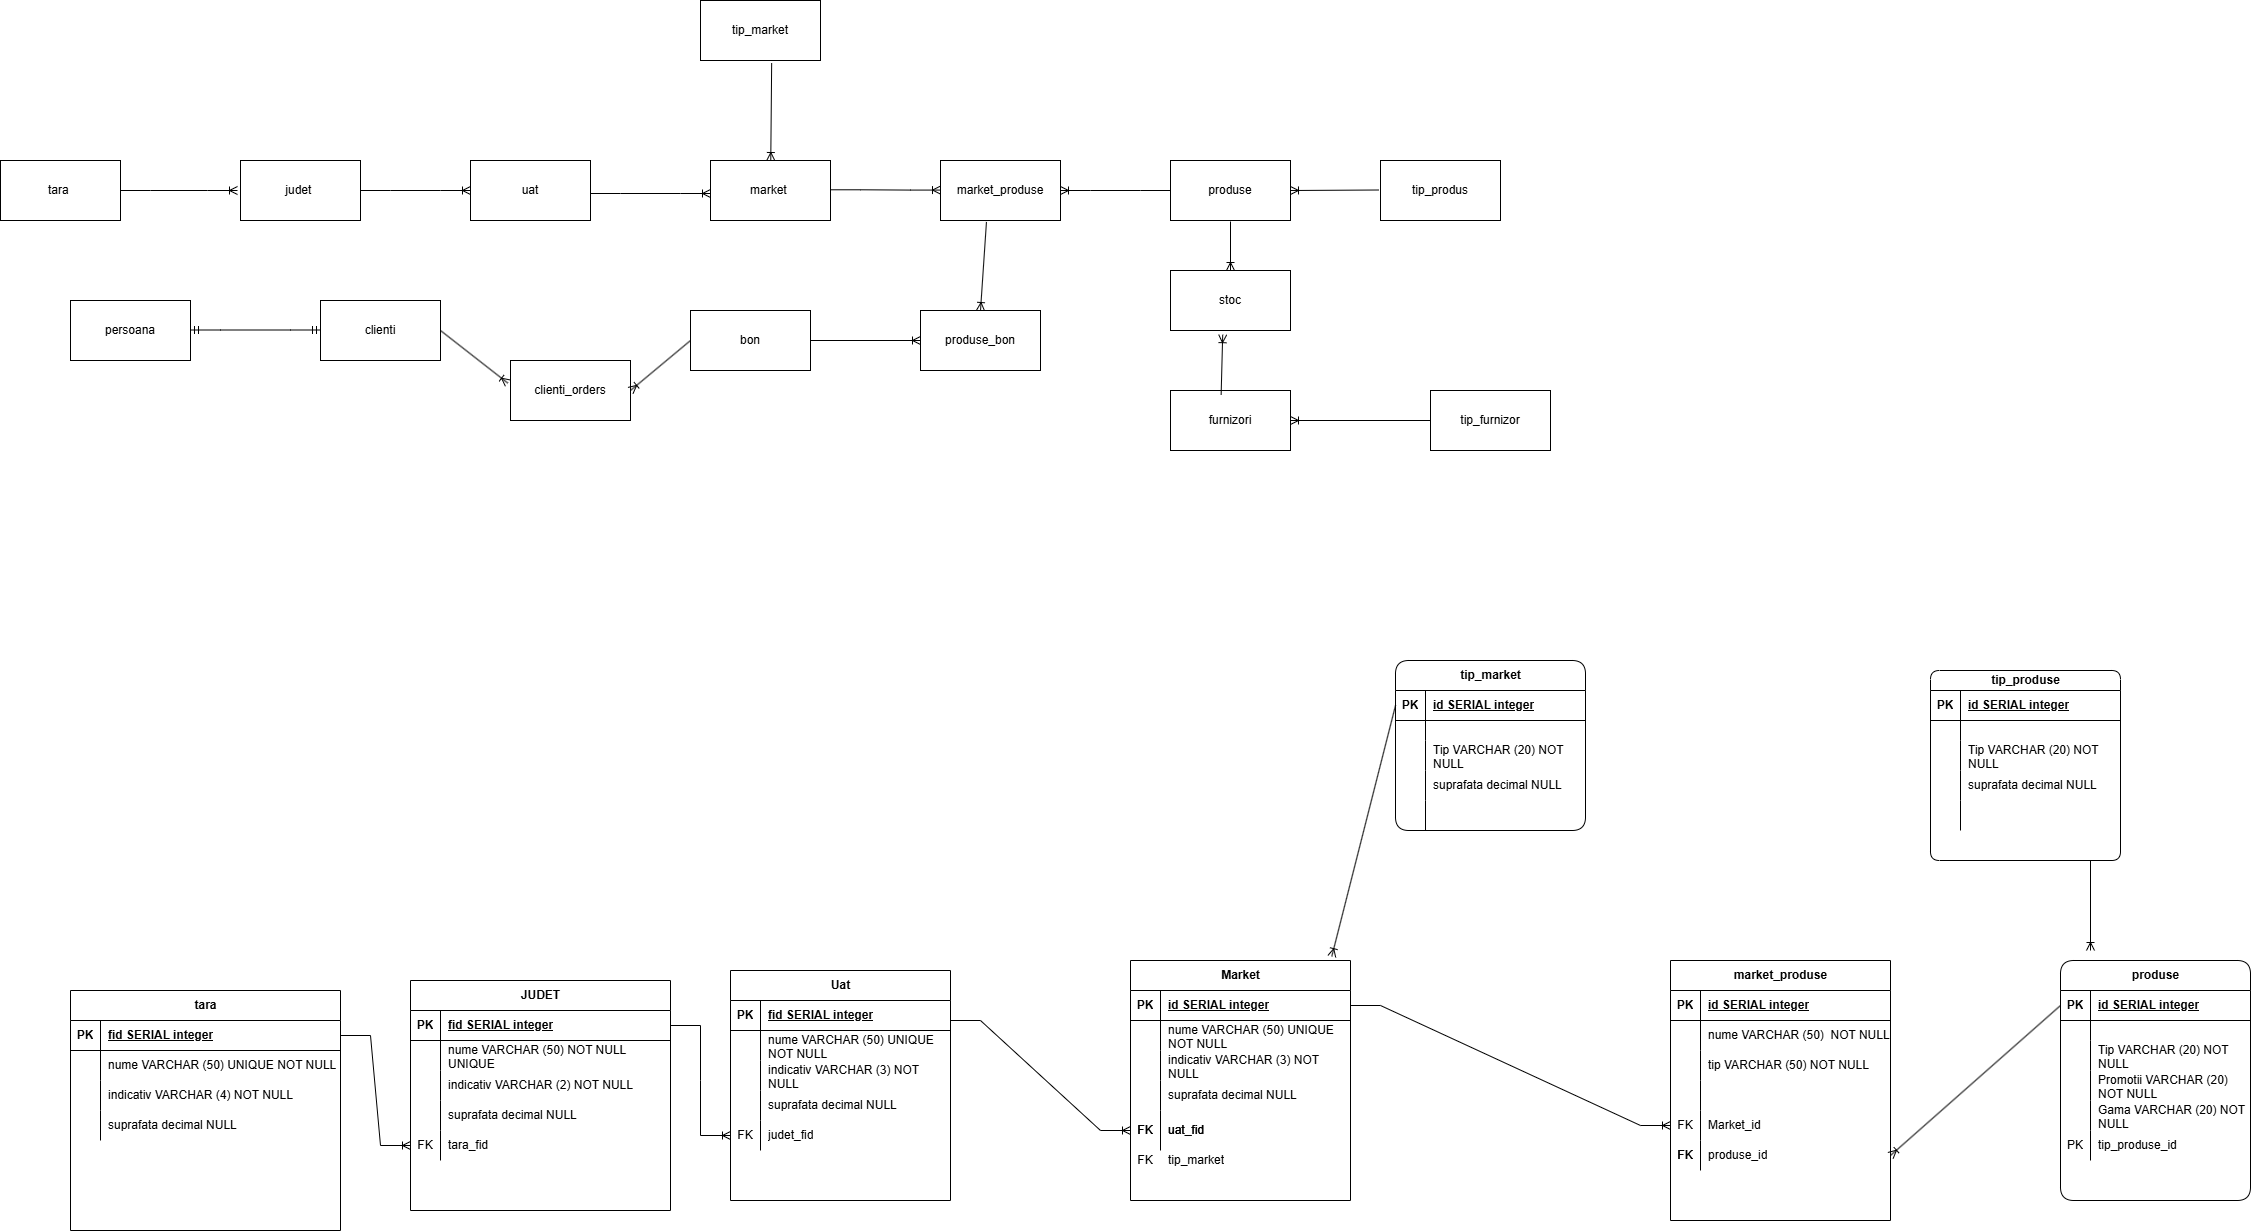 tip_market
tara
judet
uat
market
market_produse
produse
tip_produs
stoc
persoana
clienti
bon
produse_bon
clienti_orders
furnizori
tip_furnizor
tip_market
PK
id SERIAL integer
Tip VARCHAR (20) NOT
NULL
suprafata decimal NULL
tip_produse
PK
id SERIAL integer
Tip VARCHAR (20) NOT
NULL
suprafata decimal NULL
tara
PK
fid SERIAL integer
nume VARCHAR (50) UNIQUE NOT NULL
indicativ VARCHAR (4) NOT NULL
suprafata decimal NULL
JUDET
PK
fid SERIAL integer
nume VARCHAR (50) NOT NULL
UNIQUE
indicativ VARCHAR (2) NOT NULL
suprafata decimal NULL
FK
tara_fid
Uat
PK
fid SERIAL integer
nume VARCHAR (50) UNIQUE
NOT NULL
indicativ VARCHAR (3) NOT
NULL
suprafata decimal NULL
FK
judet_fid
Market
PK
id SERIAL integer
nume VARCHAR (50) UNIQUE
NOT NULL
indicativ VARCHAR (3) NOT
NULL
suprafata decimal NULL
FK
uat_fid
FK
tip_market
market_produse
PK
id SERIAL integer
nume VARCHAR (50)  NOT NULL
tip VARCHAR (50) NOT NULL
FK
Market_id
FK
produse_id
produse
PK
id SERIAL integer
Tip VARCHAR (20) NOT
NULL
Promotii VARCHAR (20)
NOT NULL
Gama VARCHAR (20) NOT
NULL
PK
tip_produse_id